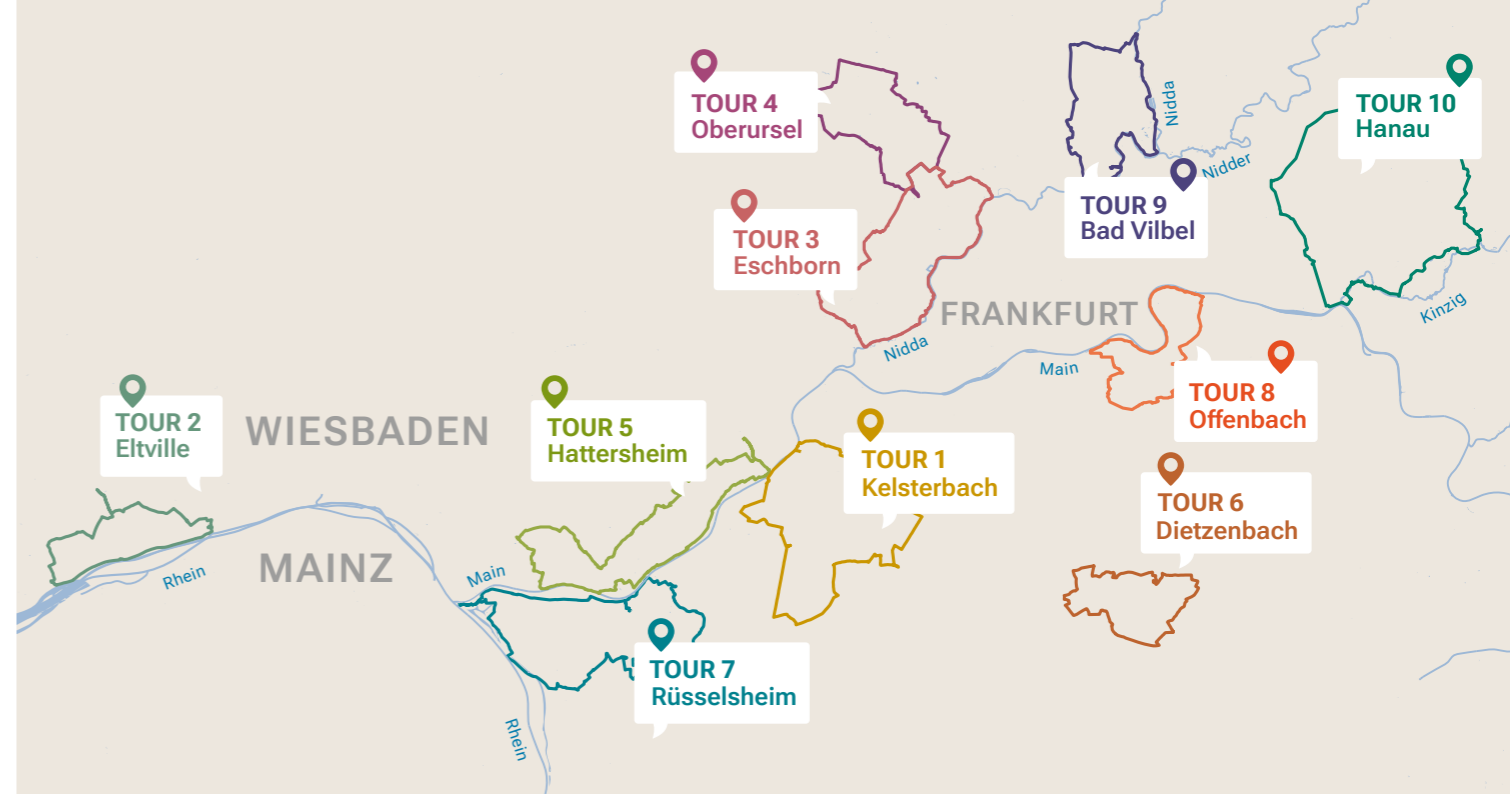 TOUR 4
Oberursel
TOUR 10
Hanau
Nidda
Nidder
TOUR 9
Bad Vilbel
TOUR 3
Eschborn
Kinzig
FRANKFURT
Nidda
Main
TOUR 8
Offenbach
TOUR 2
Eltville
WIESBADEN
TOUR 5
Hattersheim
TOUR 1
Kelsterbach
TOUR 6
Dietzenbach
MAINZ
Rhein
Main
TOUR 7
Rüsselsheim
Rhein